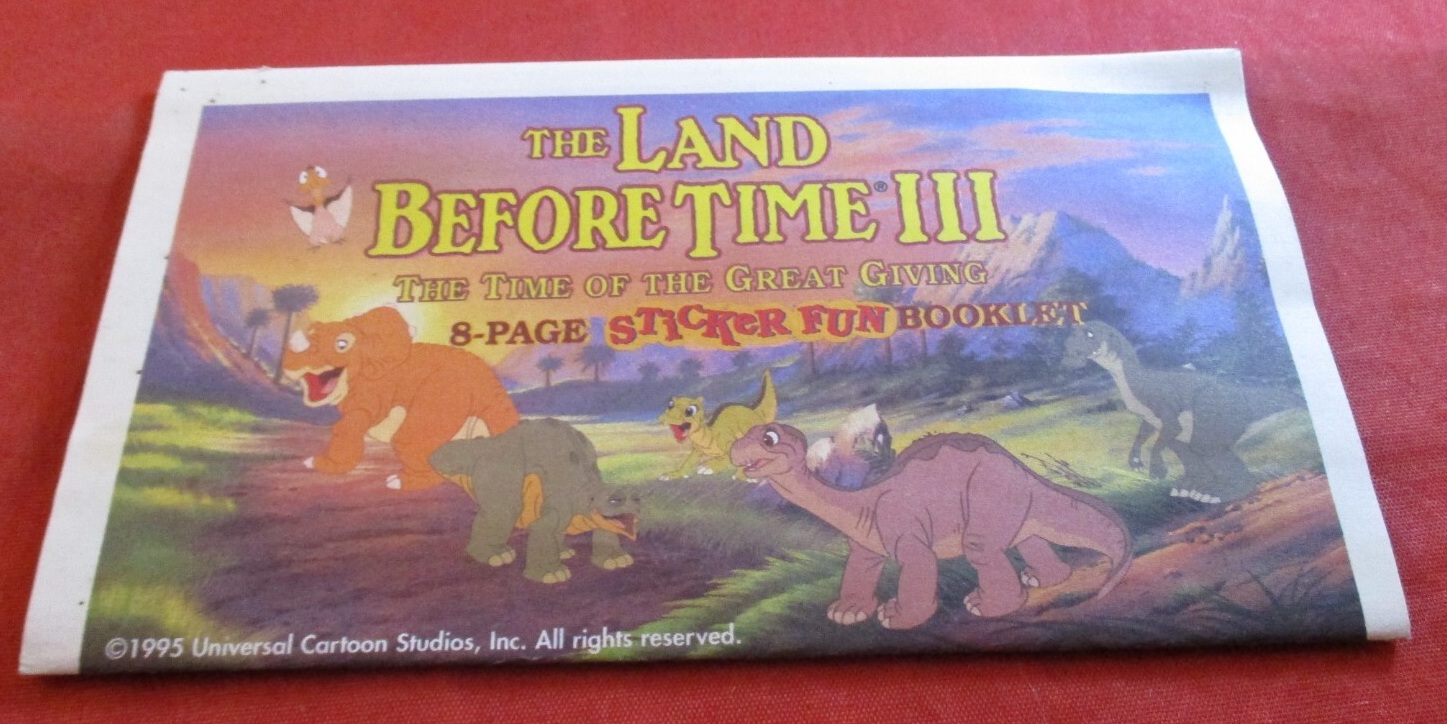 THE LAND
BEFORE TIME® III
THE TIME OF THE GREAT GIVING
8-PAGE STiCKeR FUN BOOKLET
©1995 Universal Cartoon Studios, Inc. All rights reserved.